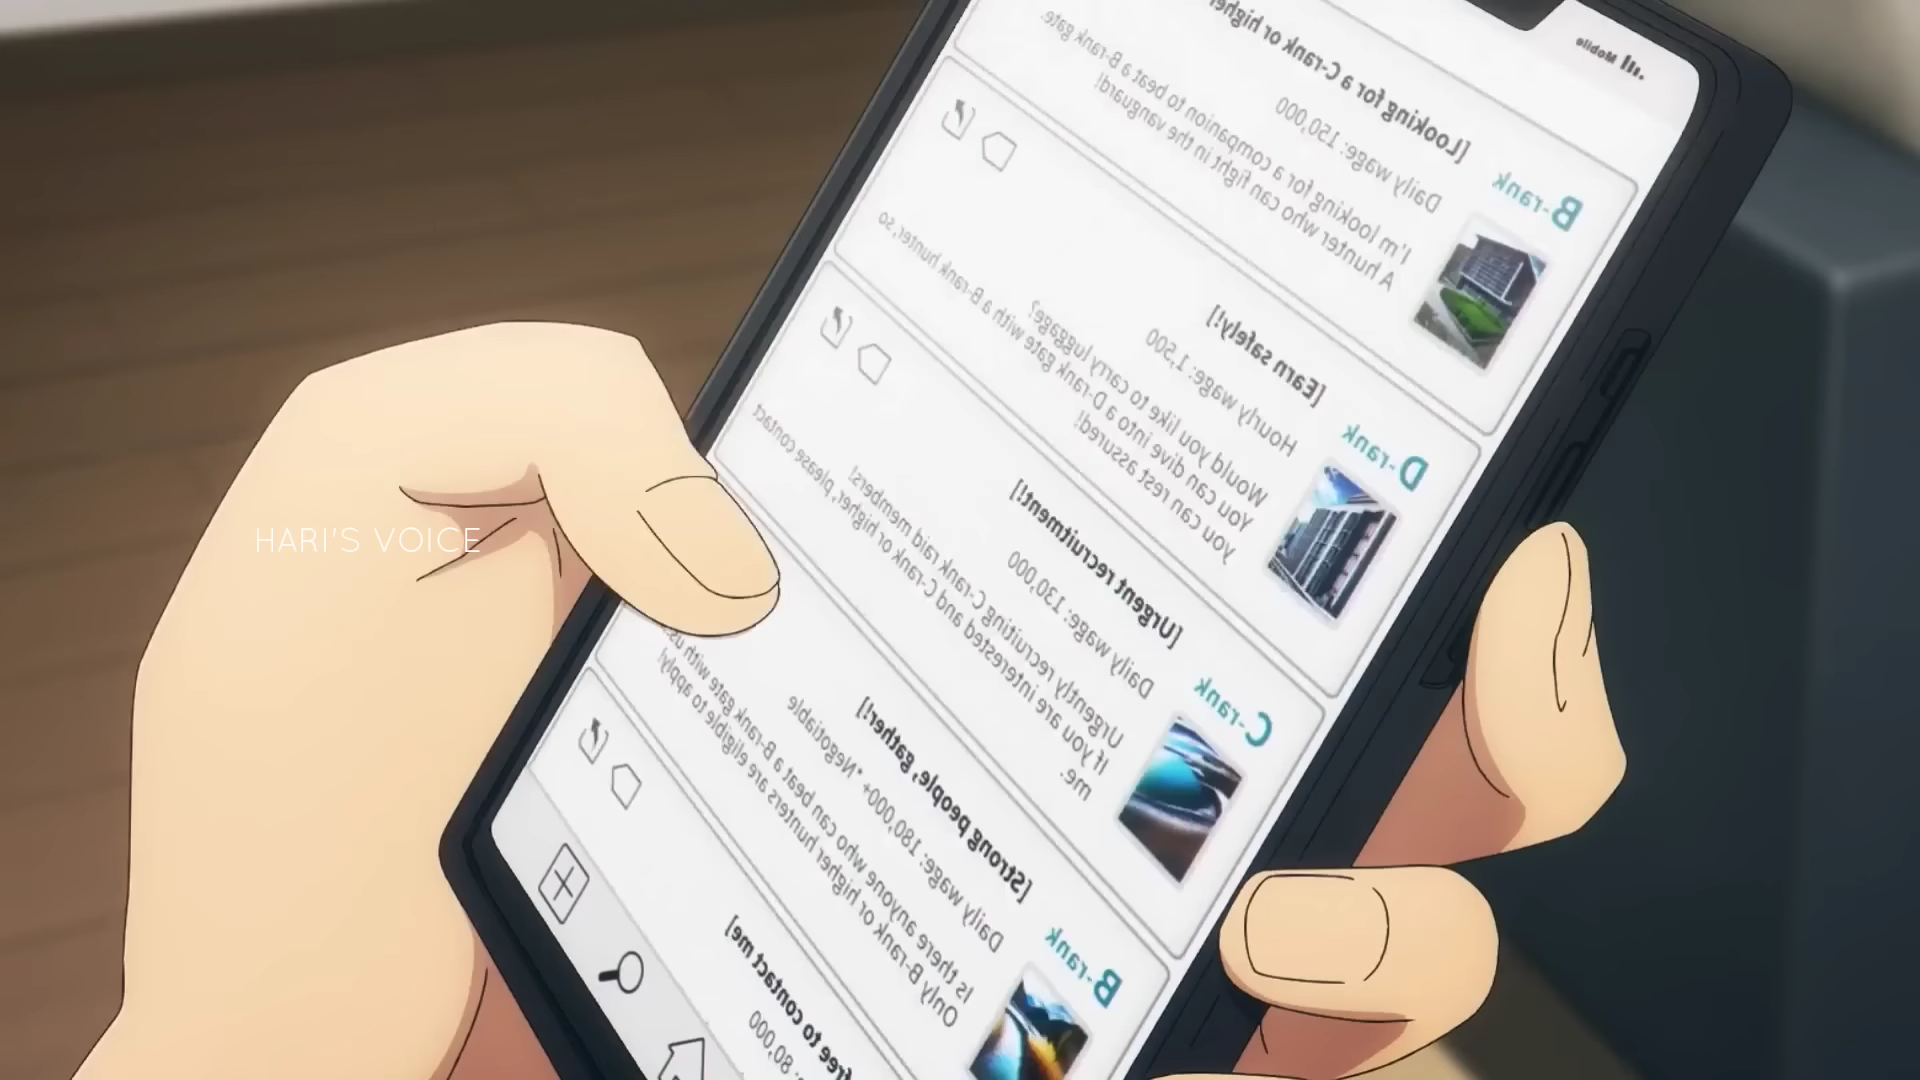 Mobile
B-rank
[Looking for a C-rank or higher
Daily wage: 150,000
I'm looking for a companion to beat a B-rank gate.
A hunter who can fight in the vanguard!
D-rank
[Earn safely!]
Hourly wage: 1,500
Would you like to carry luggage?
You can dive into a D-rank gate with a B-rank hunter, so
you can rest assured!
C-rank
[Urgent recruitment!]
Daily wage: 130,000
Urgently recruiting C-rank raid members!
If you are interested and C-rank or higher, please contact
me.
B-rank
[Strong people, gather!]
Daily wage: 180,000+ *Negotiable
Is there anyone who can beat a B-rank gate with us.
Only B-rank or higher hunters are eligible to apply!
free to contact me]
80,000
HARI'S VOICE